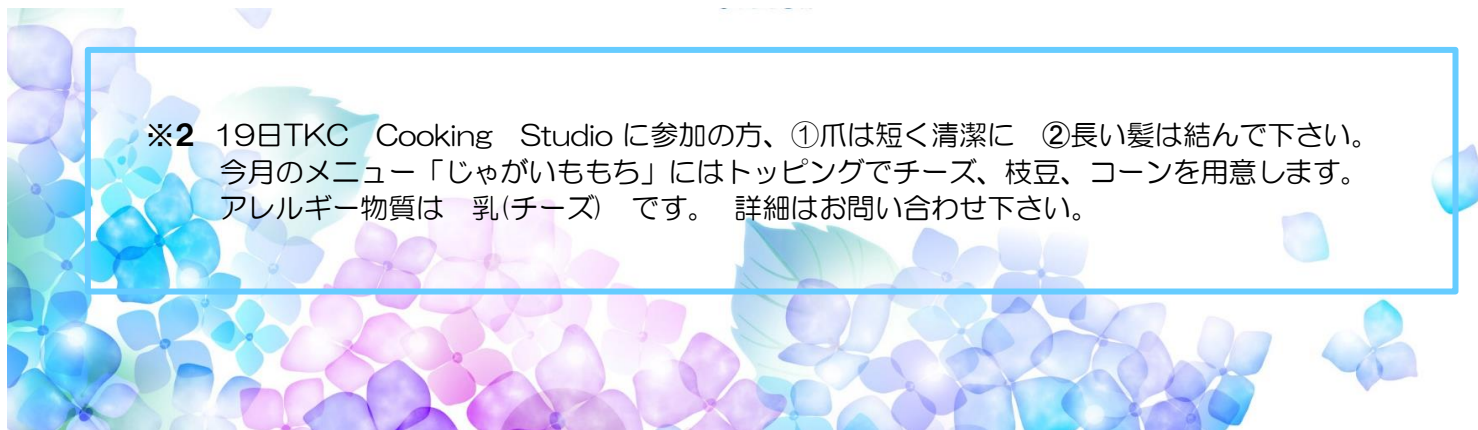 ※2 19日TKC Cooking Studio に参加の方、①爪は短く清潔に ②長い髪は結んで下さい。
今月のメニュー「じゃがいももち」にはトッピングでチーズ、枝豆、コーンを用意します。
アレルギー物質は 乳(チーズ) です。 詳細はお問い合わせ下さい。